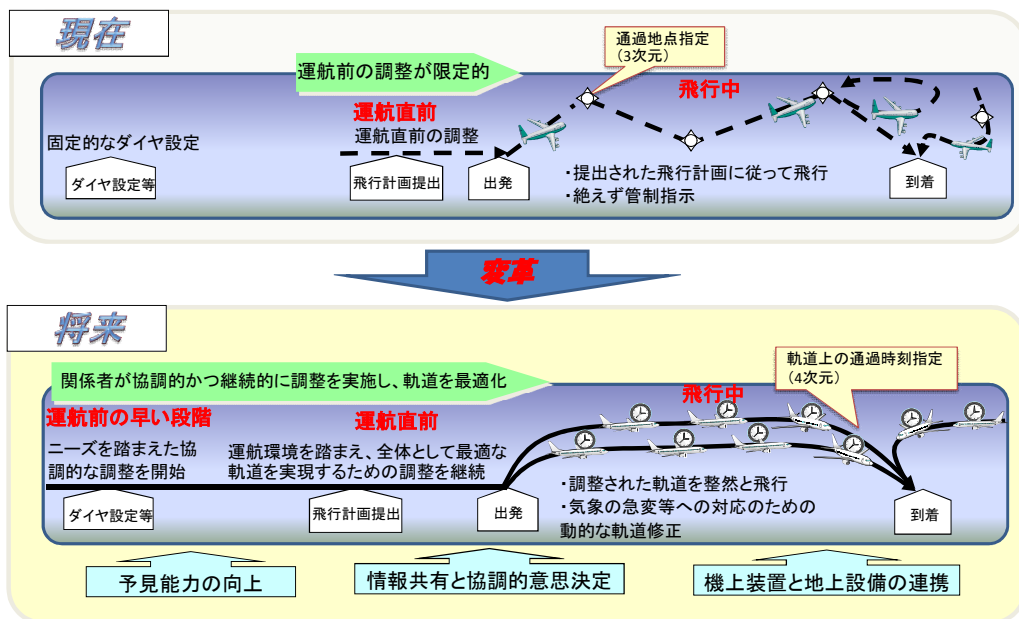 現在
通過地点指定
(3次元)
運航前の調整が限定的
飛行中
運航直前
運航直前の調整
固定的なダイヤ設定
ダイヤ設定等
飛行計画提出
出発
・提出された飛行計画に従って飛行
・絶えず管制指示
到着
変革
将来
軌道上の通過時刻指定
(4次元)
関係者が協調的かつ継続的に調整を実施し、軌道を最適化
飛行中
運航前の早い段階
運航直前
ニーズを踏まえた協
調的な調整を開始
運航環境を踏まえ、全体として最適な
軌道を実現するための調整を継続
・調整された軌道を整然と飛行
・気象の急変等への対応のための
動的な軌道修正
ダイヤ設定等
飛行計画提出
出発
到着
予見能力の向上
情報共有と協調的意思決定
機上装置と地上設備の連携